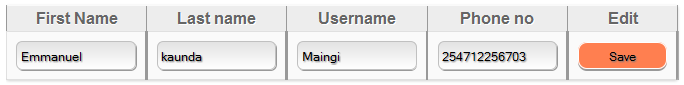 First Name Last name Username Phone no Edit
Emmanuel kaunda Maingi 254712256703 Save